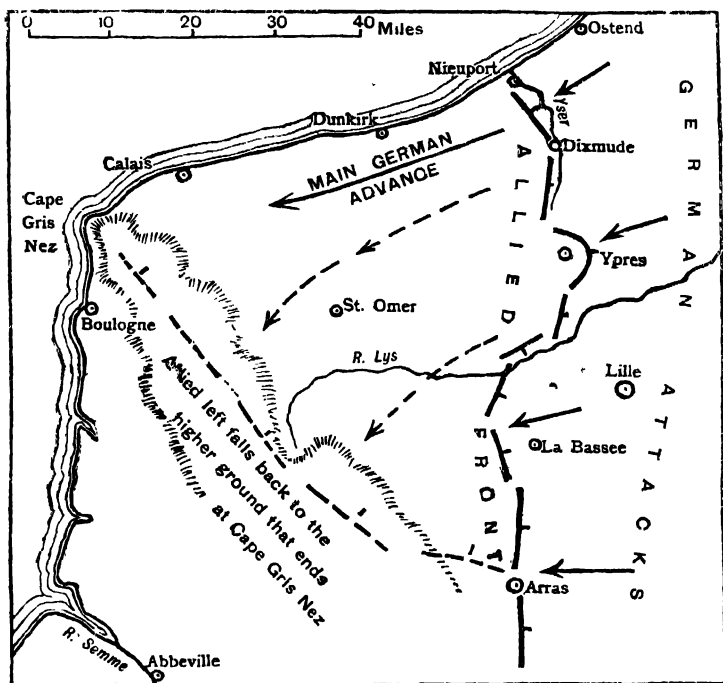 0 10 20 30 40 Miles
Ostend
Nieuport
Yser
Dunkirk
Dixmude
Calais
MAIN GERMAN
ADVANCE
Cape
Gris
Nez
ALLIED FRONT
GERMAN ATTACKS
Ypres
St. Omer
Boulogne
R. Lys
Lille
La Bassee
Allied left falls back to the
higher ground that ends
at Cape Gris Nez
Arras
R. Semme
Abbeville